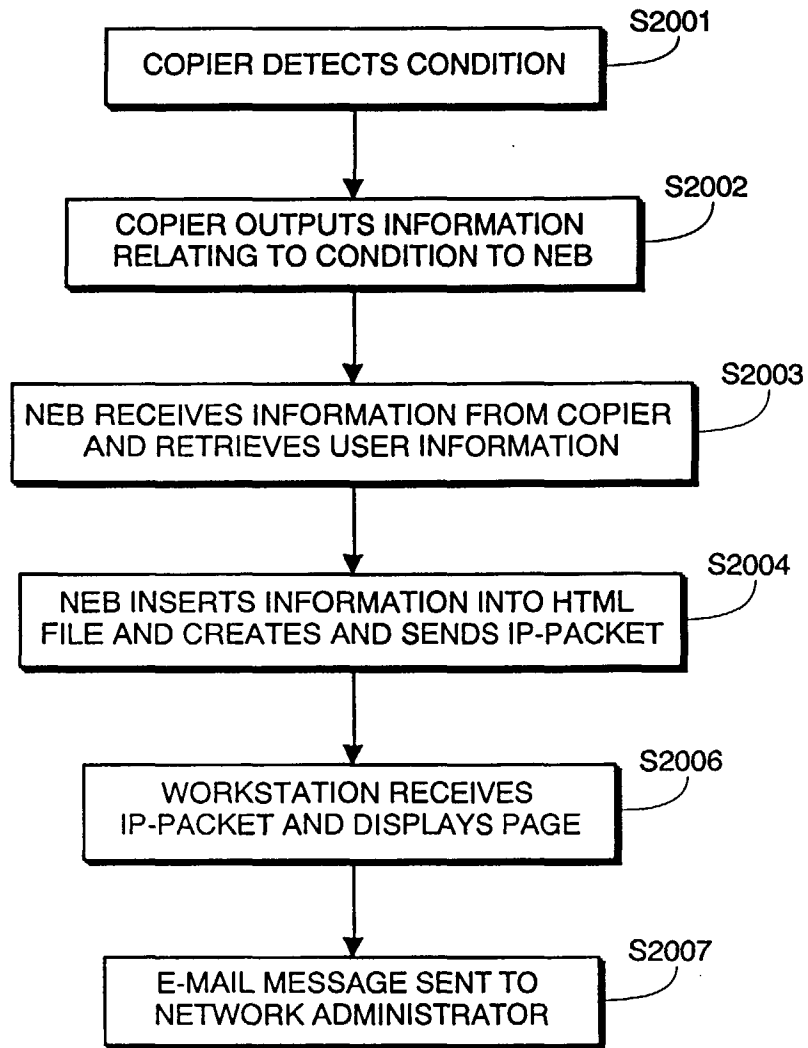 S2001
COPIER DETECTS CONDITION
S2002
COPIER OUTPUTS INFORMATION
RELATING TO CONDITION TO NEB
S2003
NEB RECEIVES INFORMATION FROM COPIER
AND RETRIEVES USER INFORMATION
S2004
NEB INSERTS INFORMATION INTO HTML
FILE AND CREATES AND SENDS IP-PACKET
S2006
WORKSTATION RECEIVES
IP-PACKET AND DISPLAYS PAGE
S2007
E-MAIL MESSAGE SENT TO
NETWORK ADMINISTRATOR